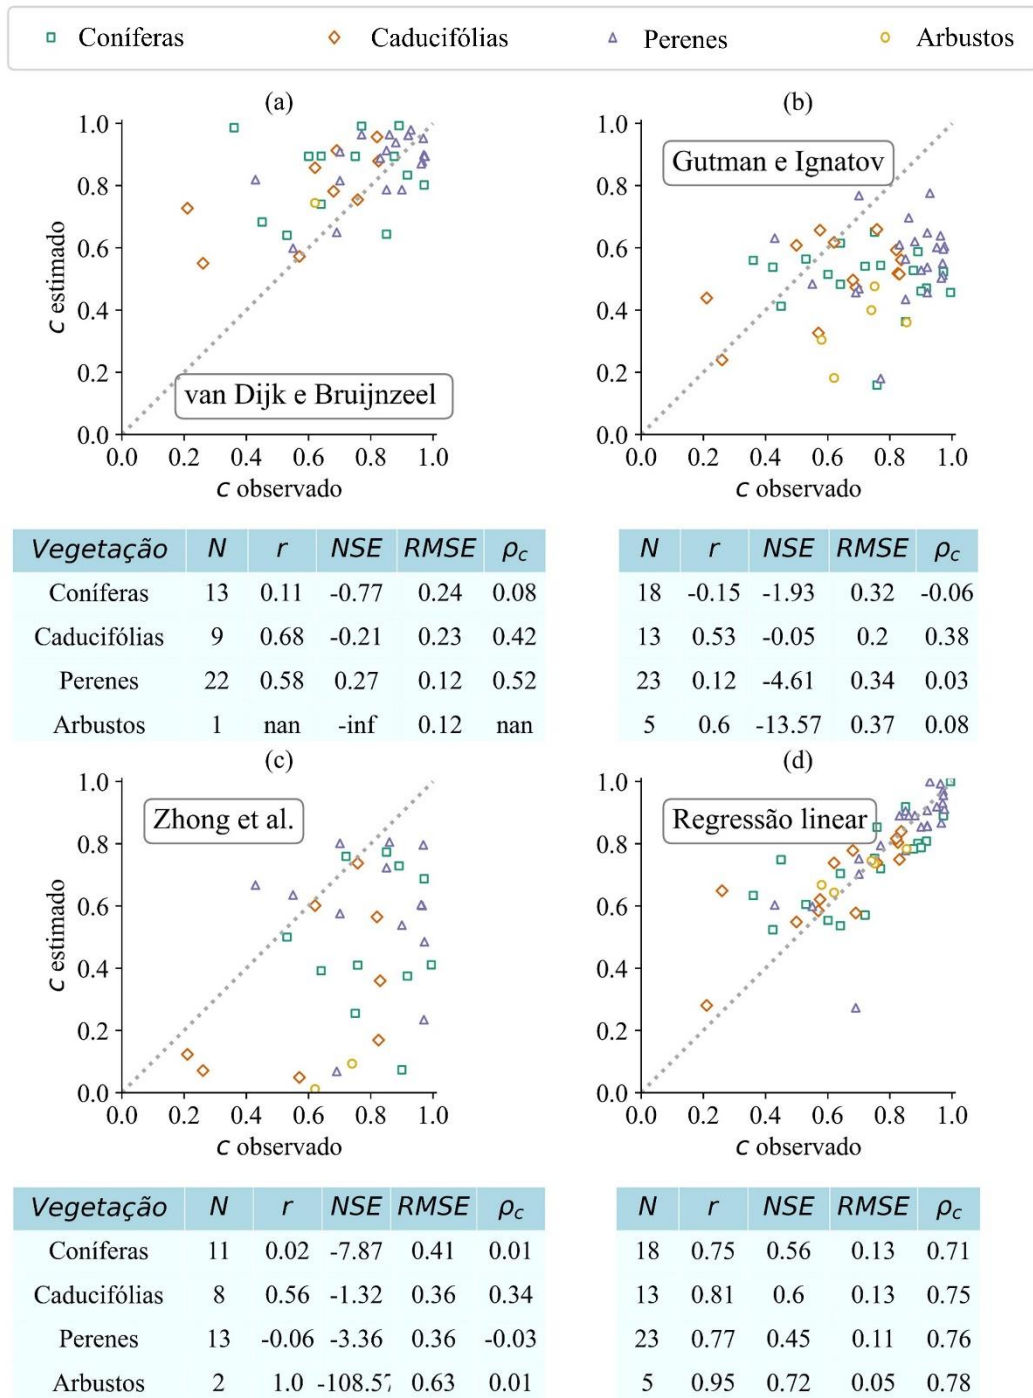 Coníferas Caducifólias Perenes Arbustos
(a) (b)
1.0 1.0
0.8 0.8
Gutman e Ignatov
0.6 0.6
c estimado
0.4 0.4
0.2 0.2
van Dijk e Bruijnzeel
0.0 0.0
0.0 0.2 0.4 0.6 0.8 1.0 0.0 0.2 0.4 0.6 0.8 1.0
c observado c observado
Vegetação N r NSE RMSE ρc N r NSE RMSE ρc
Coníferas 13 0.11 -0.77 0.24 0.08 18 -0.15 -1.93 0.32 -0.06
Caducifólias 9 0.68 -0.21 0.23 0.42 13 0.53 -0.05 0.2 0.38
Perenes 22 0.58 0.27 0.12 0.52 23 0.12 -4.61 0.34 0.03
Arbustos 1 nan -inf 0.12 nan 5 0.6 -13.57 0.37 0.08
(c) (d)
1.0 1.0
Zhong et al. Regressão linear
0.8 0.8
0.6 0.6
c estimado
0.4 0.4
0.2 0.2
0.0 0.0
0.0 0.2 0.4 0.6 0.8 1.0 0.0 0.2 0.4 0.6 0.8 1.0
c observado c observado
Vegetação N r NSE RMSE ρc N r NSE RMSE ρc
Coníferas 11 0.02 -7.87 0.41 0.01 18 0.75 0.56 0.13 0.71
Caducifólias 8 0.56 -1.32 0.36 0.34 13 0.81 0.6 0.13 0.75
Perenes 13 -0.06 -3.36 0.36 -0.03 23 0.77 0.45 0.11 0.76
Arbustos 2 1.0 -108.57 0.63 0.01 5 0.95 0.72 0.05 0.78